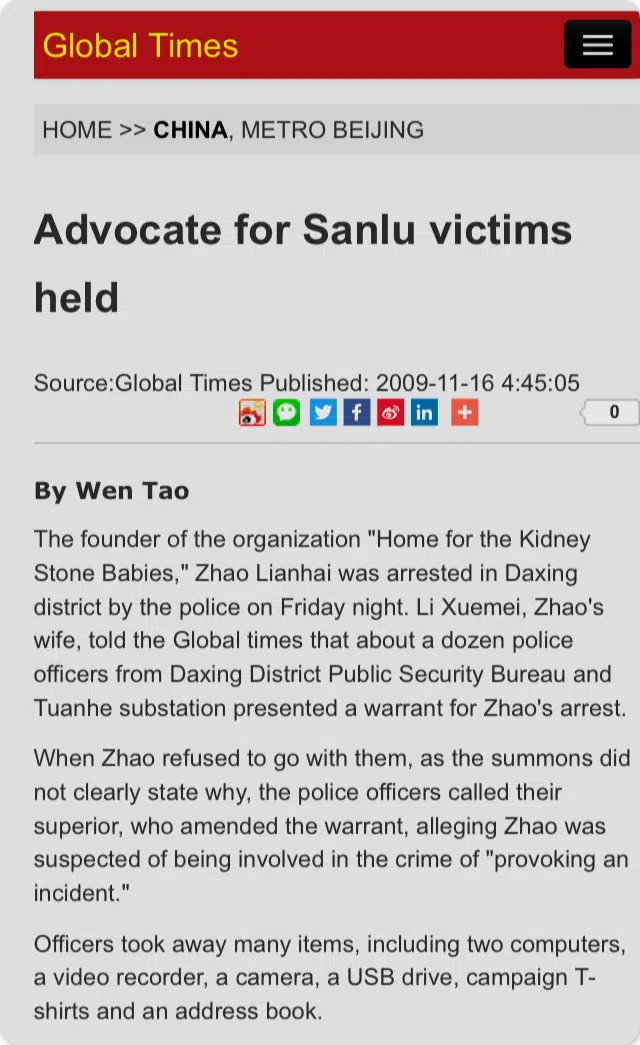 Global Times
HOME >> CHINA, METRO BEIJING
Advocate for Sanlu victims
held
Source:Global Times Published: 2009-11-16 4:45:05
0
By Wen Tao
The founder of the organization "Home for the Kidney
Stone Babies," Zhao Lianhai was arrested in Daxing
district by the police on Friday night. Li Xuemei, Zhao's
wife, told the Global times that about a dozen police
officers from Daxing District Public Security Bureau and
Tuanhe substation presented a warrant for Zhao's arrest.
When Zhao refused to go with them, as the summons did
not clearly state why, the police officers called their
superior, who amended the warrant, alleging Zhao was
suspected of being involved in the crime of "provoking an
incident."
Officers took away many items, including two computers,
a video recorder, a camera, a USB drive, campaign T-
shirts and an address book.